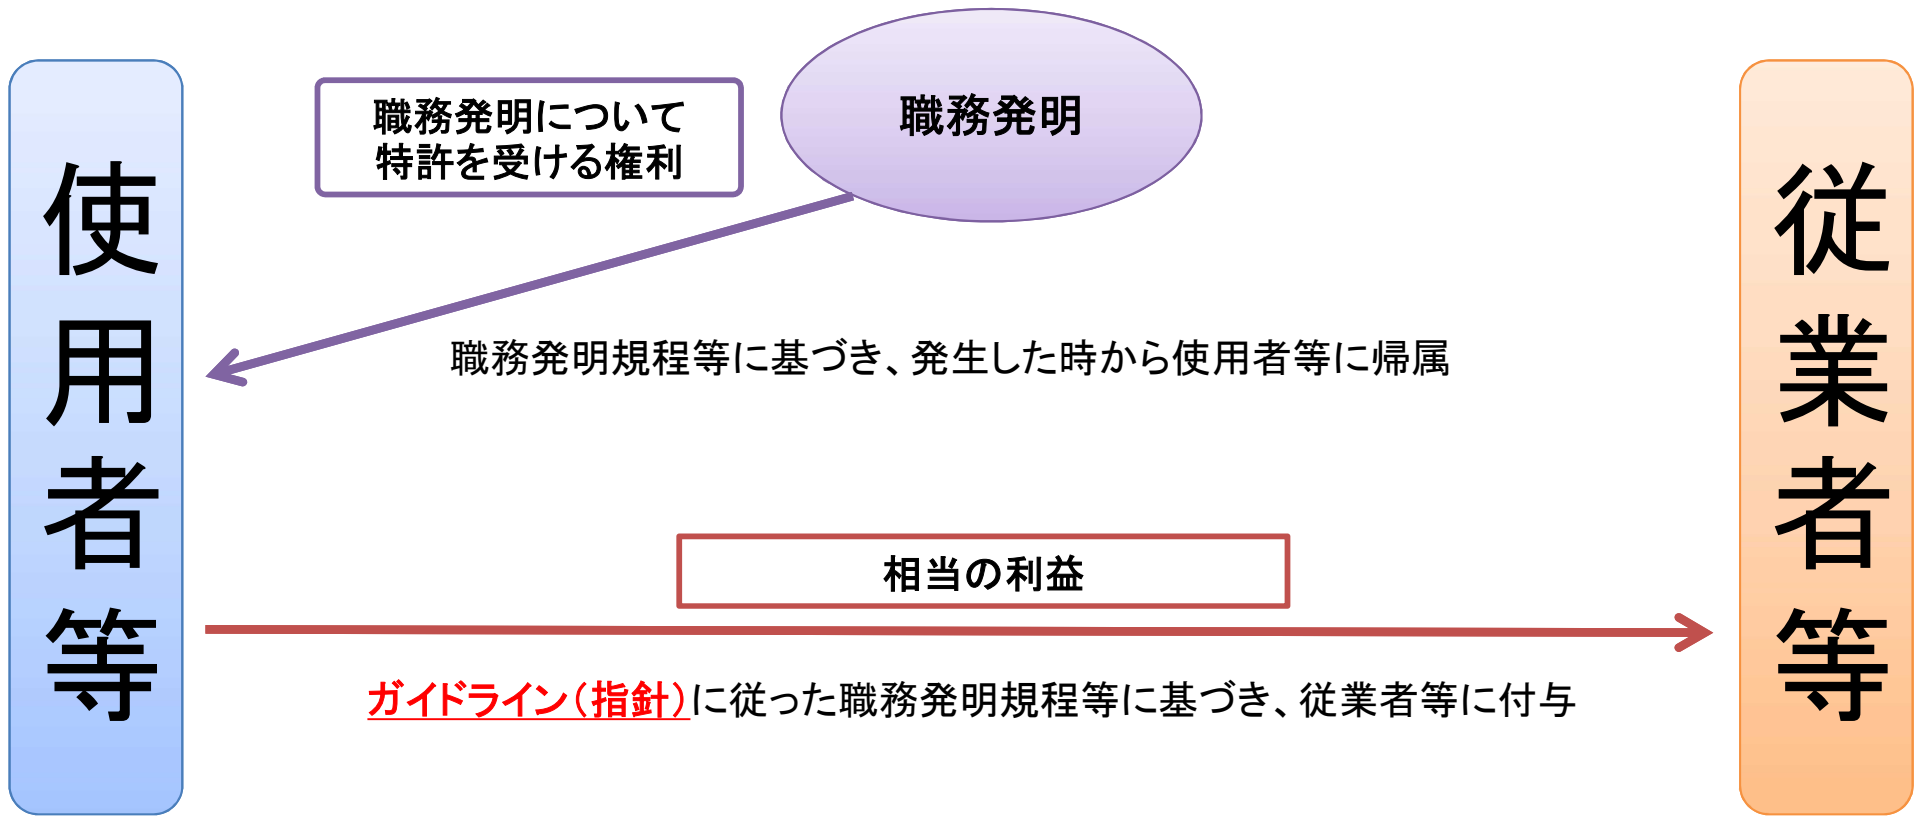 職務発明
職務発明について
特許を受ける権利
使用者等
従業者等
職務発明規程等に基づき、発生した時から使用者等に帰属
相当の利益
ガイドライン(指針)に従った職務発明規程等に基づき、従業者等に付与